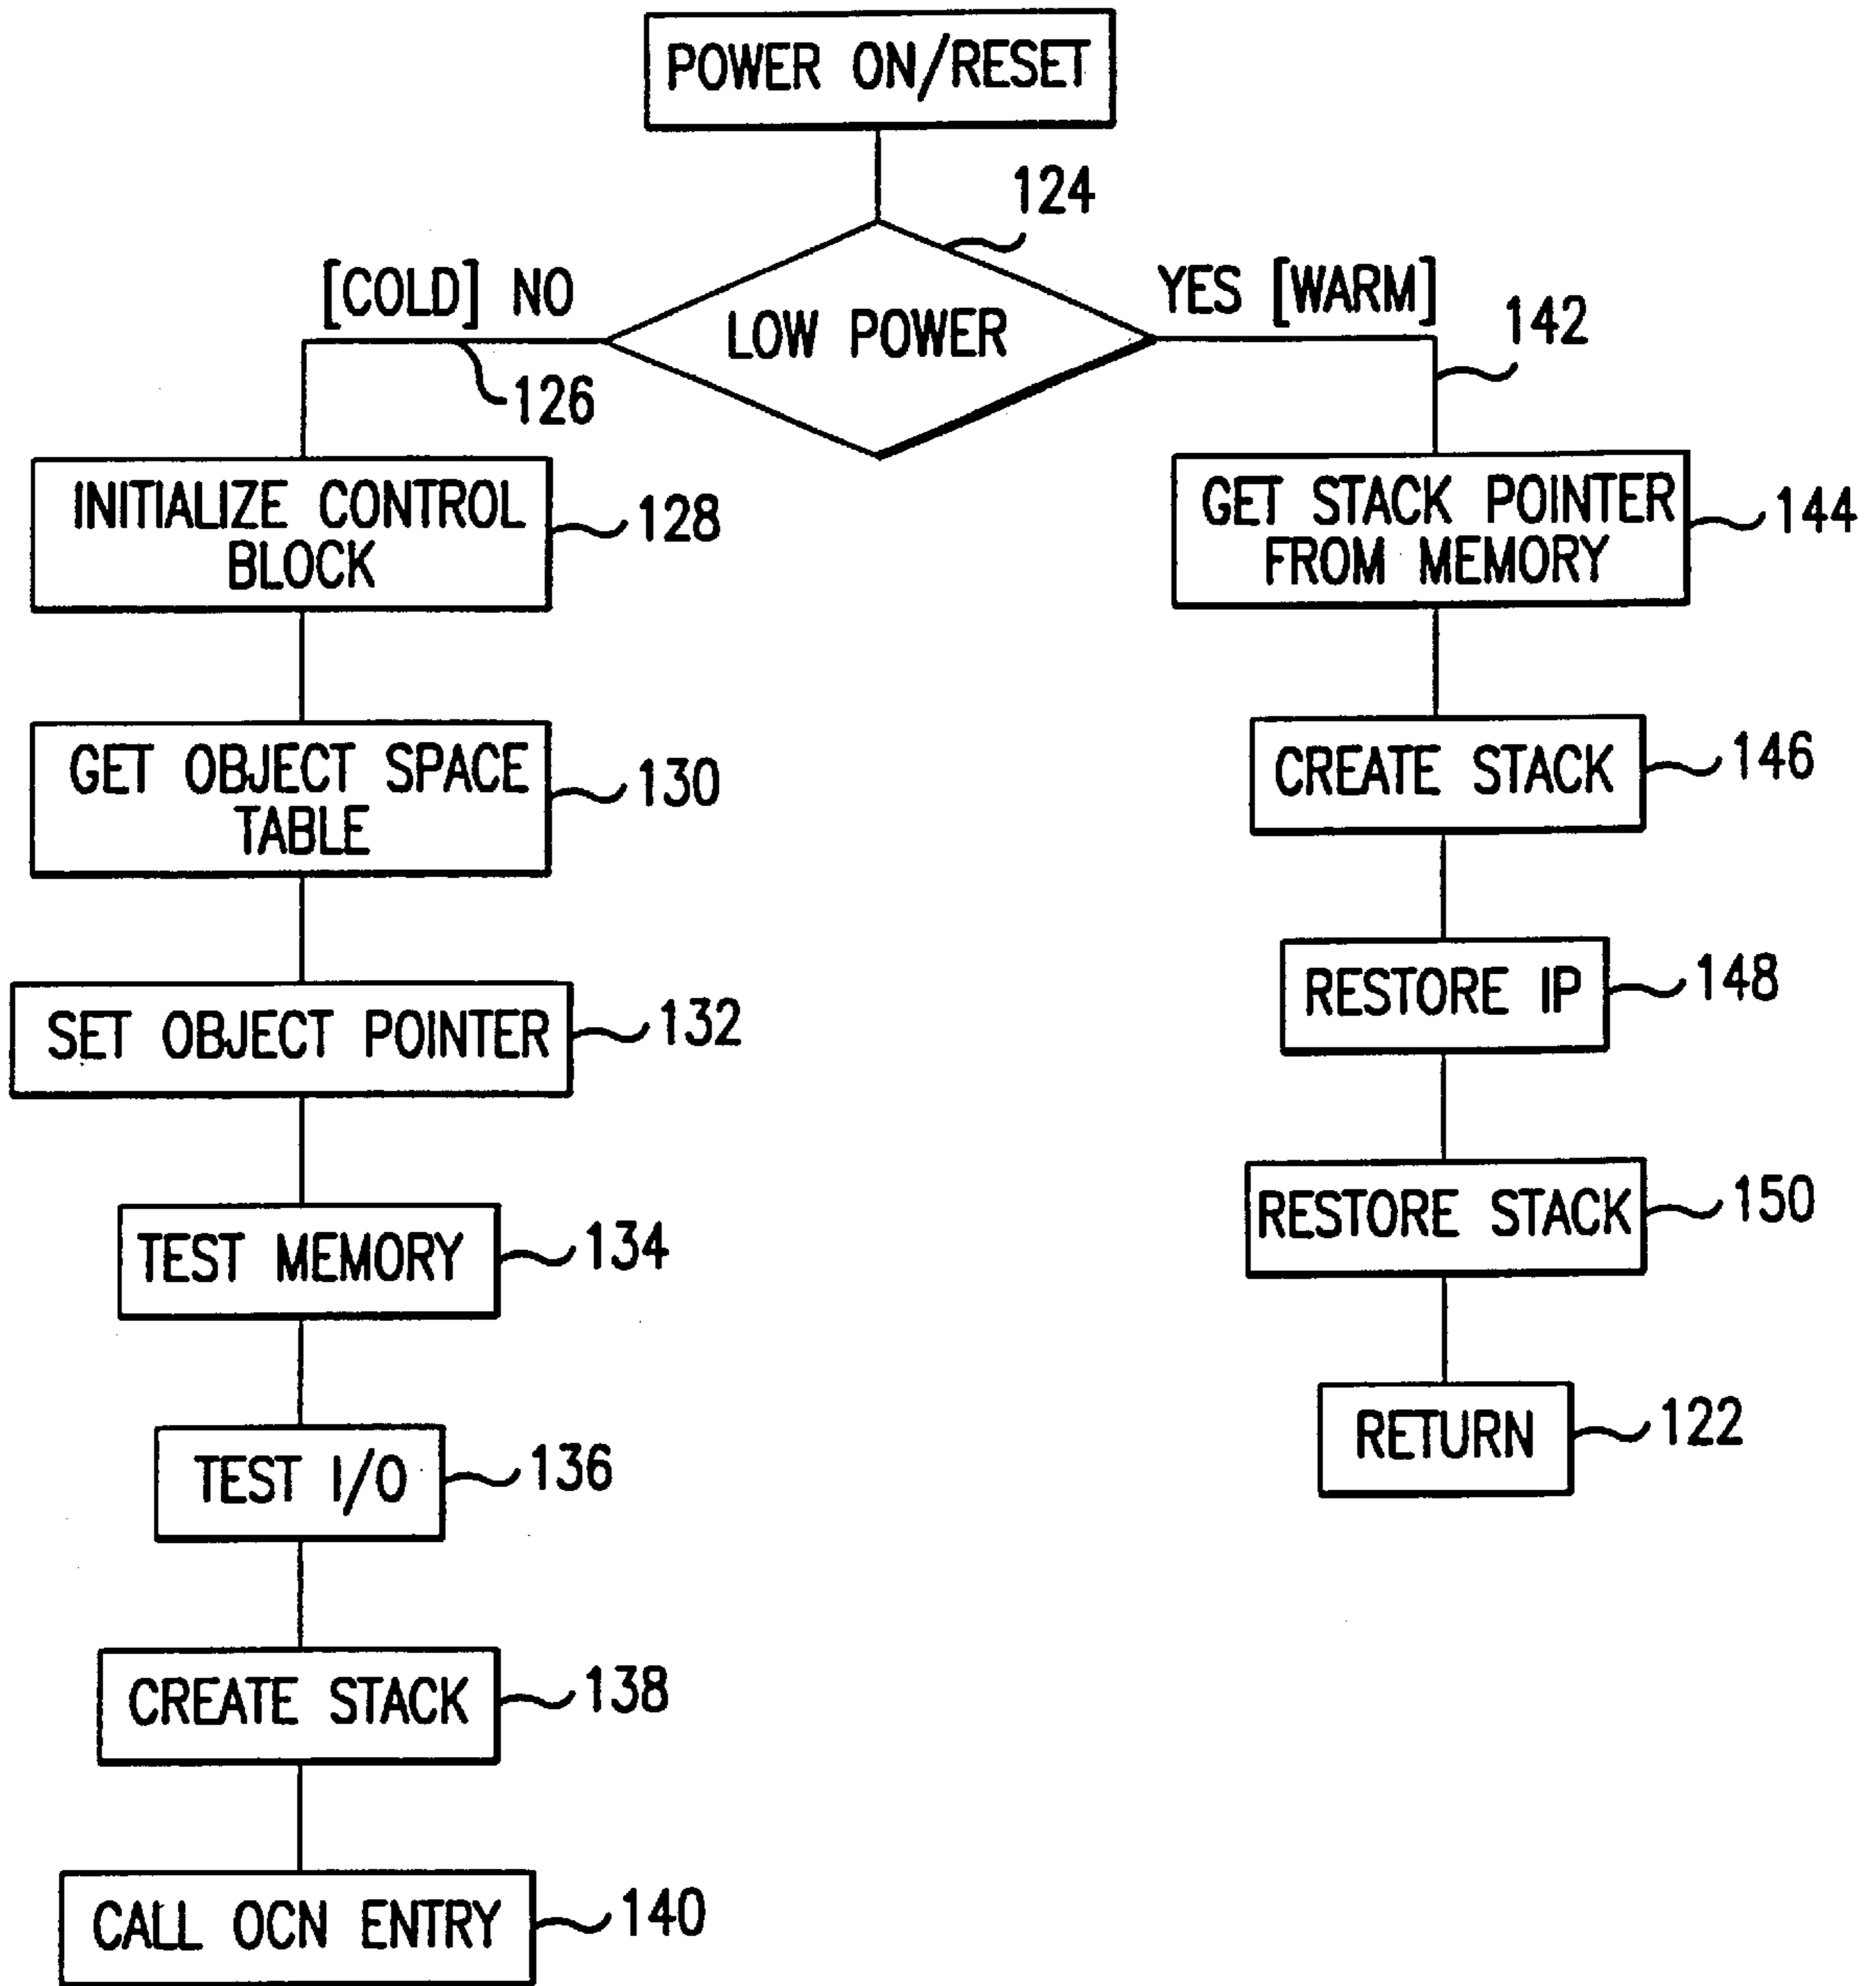 POWER ON/RESET
124
[COLD] NO
YES [WARM]
LOW POWER
142
126
INITIALIZE CONTROL
BLOCK
128
GET STACK POINTER
FROM MEMORY
144
GET OBJECT SPACE
TABLE
130
CREATE STACK
146
SET OBJECT POINTER
132
RESTORE IP
148
TEST MEMORY
134
RESTORE STACK
150
TEST I/O
136
RETURN
122
CREATE STACK
138
CALL OCN ENTRY
140